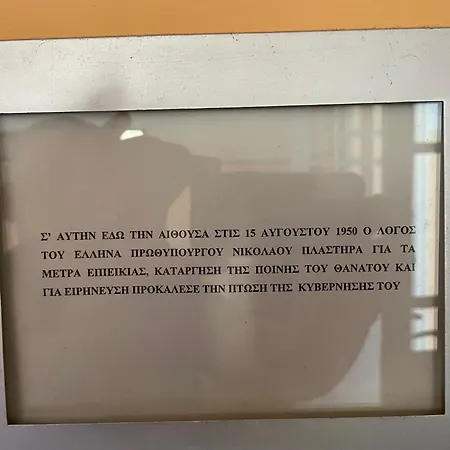 Σ' ΑΥΤΗΝ ΕΔΩ ΤΗΝ ΑΙΘΟΥΣΑ ΣΤΙΣ 15 ΑΥΓΟΥΣΤΟΥ 1950 Ο ΛΟΓΟΣ
ΤΟΥ ΕΛΛΗΝΑ ΠΡΩΘΥΠΟΥΡΓΟΥ ΝΙΚΟΛΑΟΥ ΠΛΑΣΤΗΡΑ ΓΙΑ ΤΑ
ΜΕΤΡΑ ΕΠΙΕΙΚΙΑΣ, ΚΑΤΑΡΓΗΣΗ ΤΗΣ ΠΟΙΝΗΣ ΤΟΥ ΘΑΝΑΤΟΥ ΚΑΙ
ΓΙΑ ΕΙΡΗΝΕΥΣΗ ΠΡΟΚΑΛΕΣΕ ΤΗΝ ΠΤΩΣΗ ΤΗΣ ΚΥΒΕΡΝΗΣΗΣ ΤΟΥ